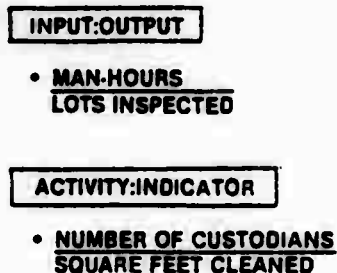 INPUT:OUTPUT
• MAN-HOURS
LOTS INSPECTED
ACTIVITY:INDICATOR
• NUMBER OF CUSTODIANS
SQUARE FEET CLEANED